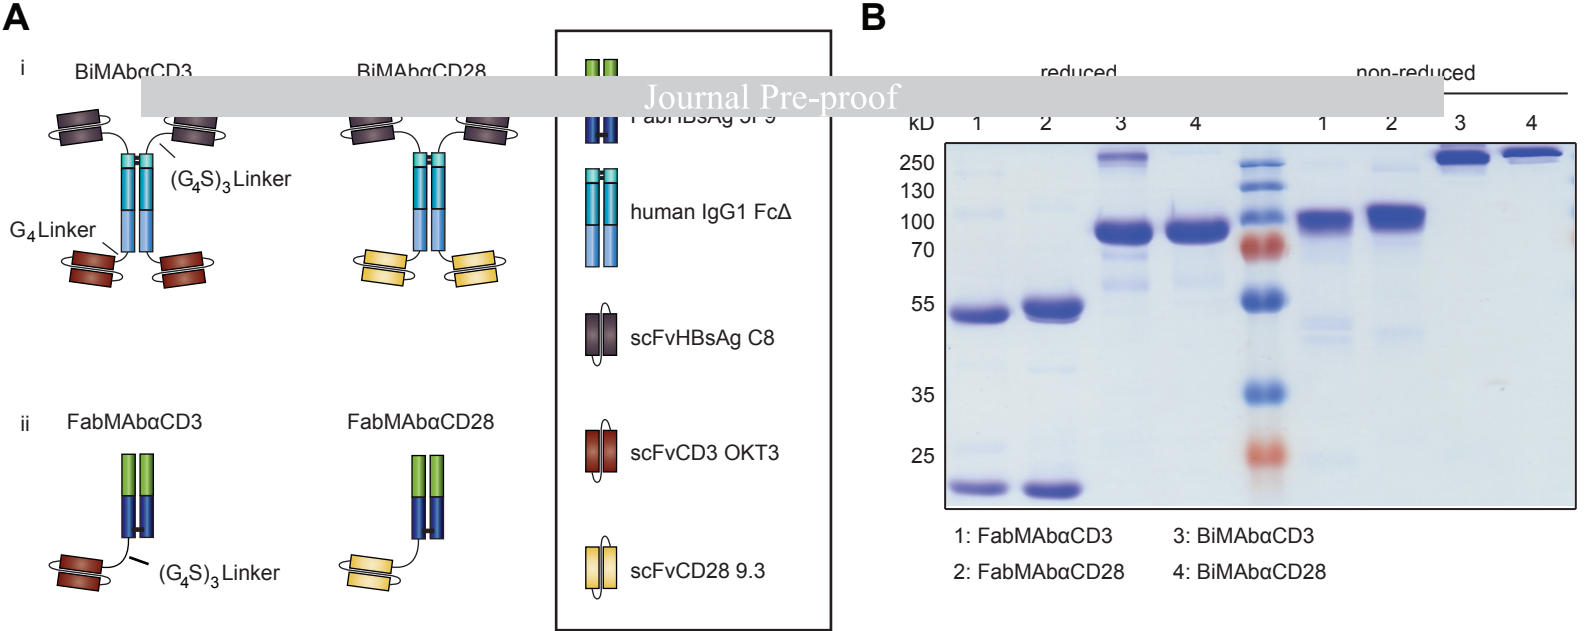 A
B
i
BiMAbαCD3
BiMAbαCD28
reduced
non-reduced
Journal Pre-proof
FabHBsAg 5F9
kD 1 2 3 4 1 2 3 4
(G4S)3 Linker
G4 Linker
human IgG1 FcΔ
scFvHBsAg C8
scFvCD3 OKT3
scFvCD28 9.3
ii
FabMAbαCD3
FabMAbαCD28
(G4S)3 Linker
250
130
100
70
55
35
25
1: FabMAbαCD3
3: BiMAbαCD3
2: FabMAbαCD28
4: BiMAbαCD28